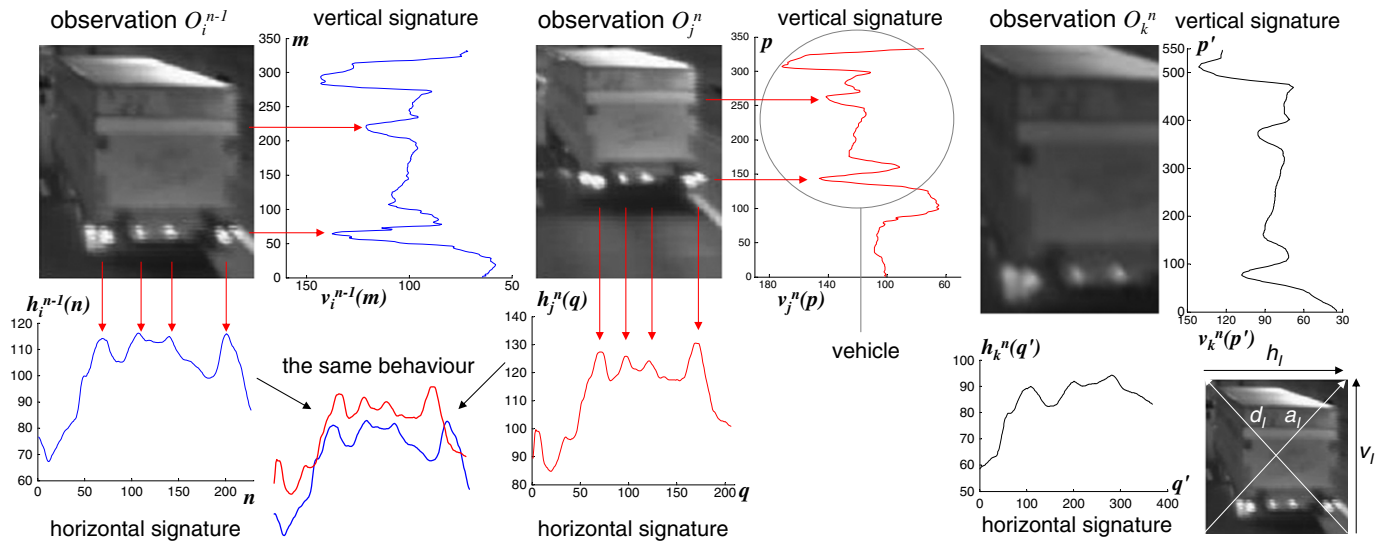 observation O_i^{n-1}
vertical signature
m
350
300
250
200
150
100
50
0
150
100
50
v_i^{n-1}(m)
h_i^{n-1}(n)
120
110
100
90
80
70
60
0
50
100
150
200
n
horizontal signature
the same behaviour
observation O_j^n
vertical signature
p
350
300
250
200
150
100
50
0
180
140
100
60
v_j^n(p)
vehicle
h_j^n(q)
140
130
120
110
100
90
80
0
50
100
150
200
q
horizontal signature
observation O_k^n
vertical signature
p'
550
500
400
300
200
100
0
150
120
90
60
30
v_k^n(p')
h_k^n(q')
100
90
80
70
60
50
0
100
200
300
400
q'
horizontal signature
h_I
d_I
a_I
v_I